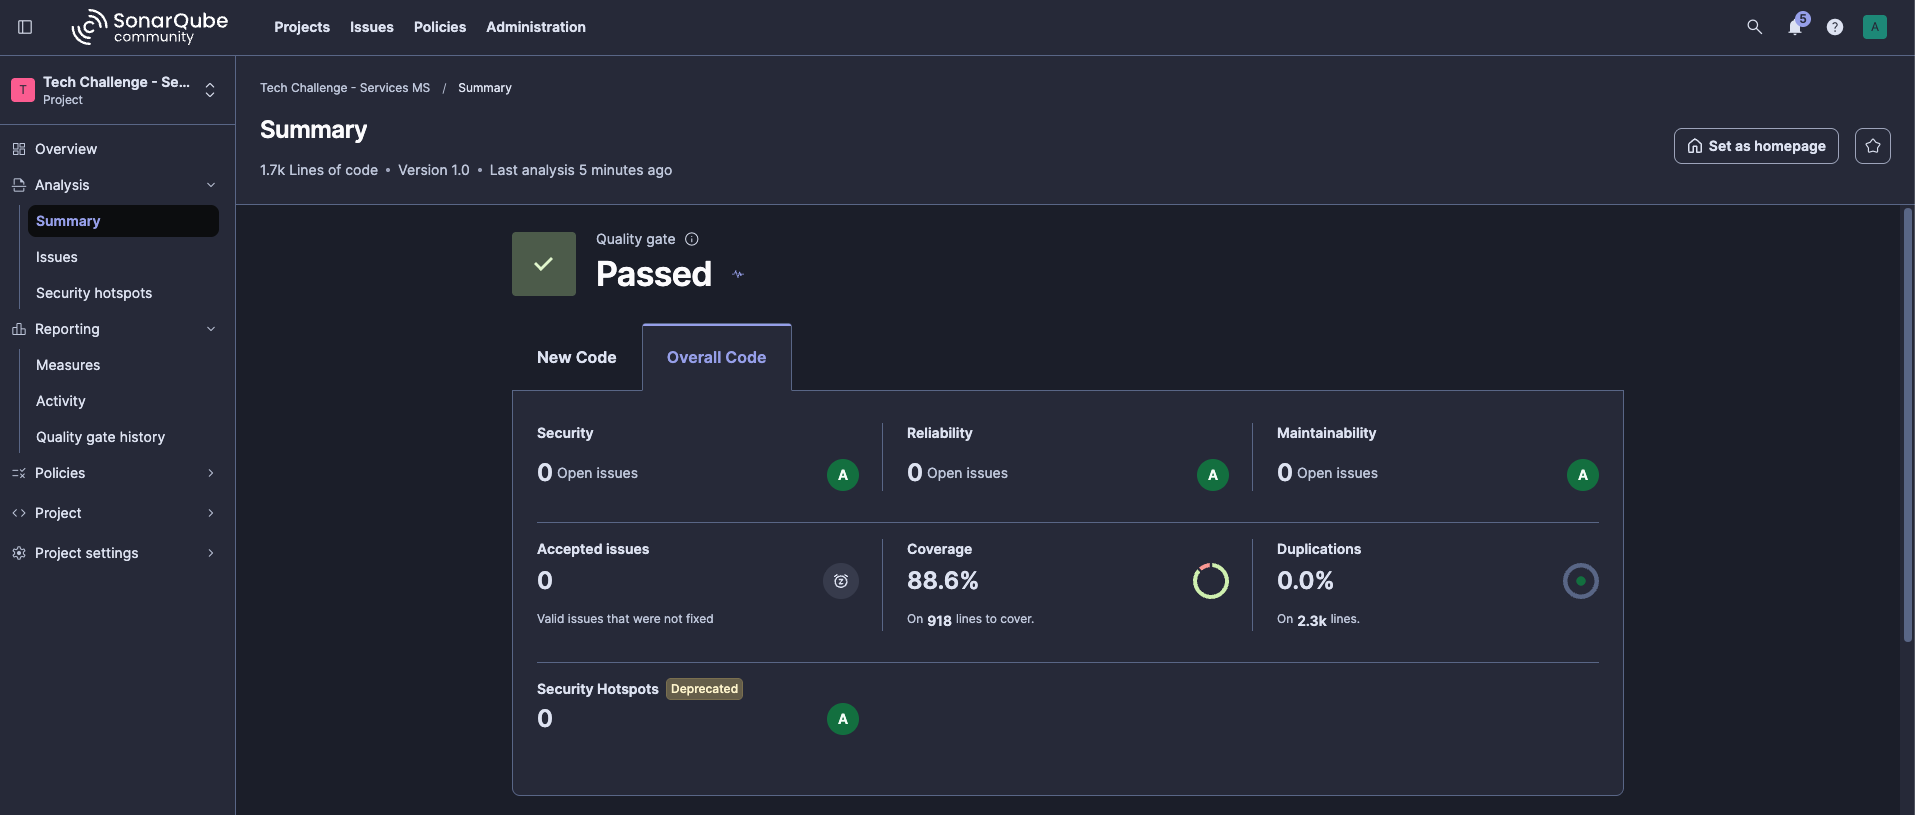 SonarQube
community
Projects
Issues
Policies
Administration
5
?
A
T
Tech Challenge - Se...
Project
Overview
Analysis
Summary
Issues
Security hotspots
Reporting
Measures
Activity
Quality gate history
Policies
Project
Project settings
Tech Challenge - Services MS / Summary
Summary
1.7k Lines of code • Version 1.0 • Last analysis 5 minutes ago
Set as homepage
Quality gate
Passed
New Code
Overall Code
Security
0 Open issues
A
Reliability
0 Open issues
A
Maintainability
0 Open issues
A
Accepted issues
0
Valid issues that were not fixed
Coverage
88.6%
On 918 lines to cover.
Duplications
0.0%
On 2.3k lines.
Security Hotspots Deprecated
0
A